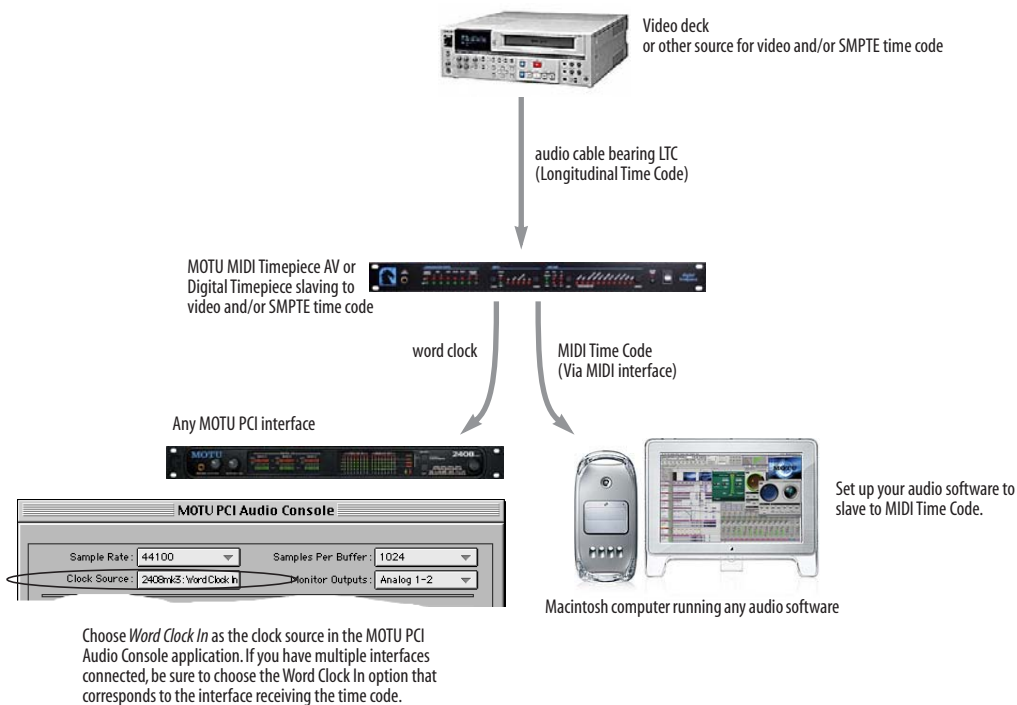 Video deck
or other source for video and/or SMPTE time code
audio cable bearing LTC
(Longitudinal Time Code)
MOTU MIDI Timepiece AV or
Digital Timepiece slaving to
video and/or SMPTE time code
word clock
MIDI Time Code
(Via MIDI interface)
Any MOTU PCI interface
MOTU
2408
MOTU PCI Audio Console
Sample Rate: 44100
Samples Per Buffer: 1024
Clock Source: 2408mk3: Word Clock In
Monitor Outputs: Analog 1-2
Set up your audio software to
slave to MIDI Time Code.
Macintosh computer running any audio software
Choose Word Clock In as the clock source in the MOTU PCI
Audio Console application. If you have multiple interfaces
connected, be sure to choose the Word Clock In option that
corresponds to the interface receiving the time code.